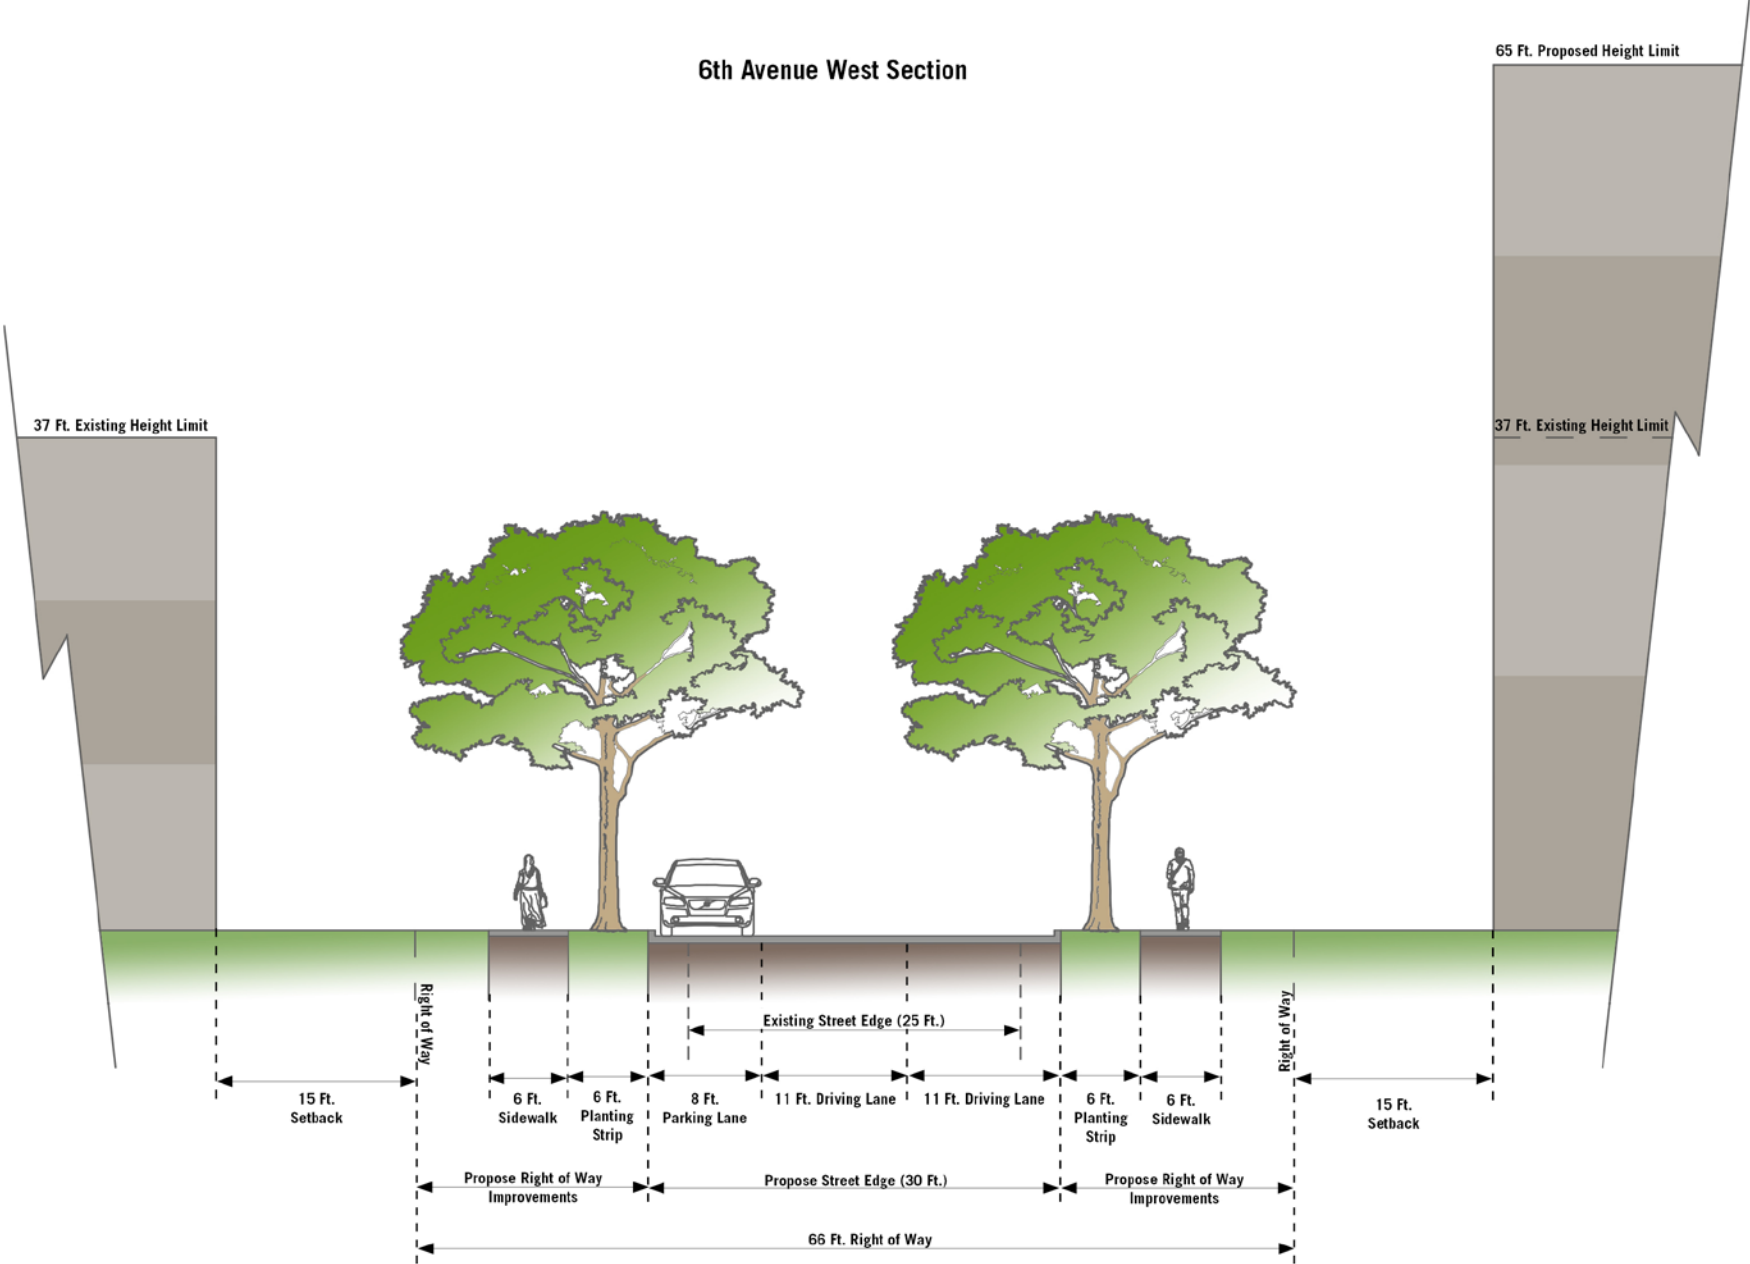 6th Avenue West Section
65 Ft. Proposed Height Limit
37 Ft. Existing Height Limit
37 Ft. Existing Height Limit
Right of Way
Right of Way
Existing Street Edge (25 Ft.)
15 Ft.
Setback
6 Ft.
Sidewalk
6 Ft.
Planting
Strip
8 Ft.
Parking Lane
11 Ft. Driving Lane
11 Ft. Driving Lane
6 Ft.
Planting
Strip
6 Ft.
Sidewalk
15 Ft.
Setback
Propose Right of Way
Improvements
Propose Street Edge (30 Ft.)
Propose Right of Way
Improvements
66 Ft. Right of Way